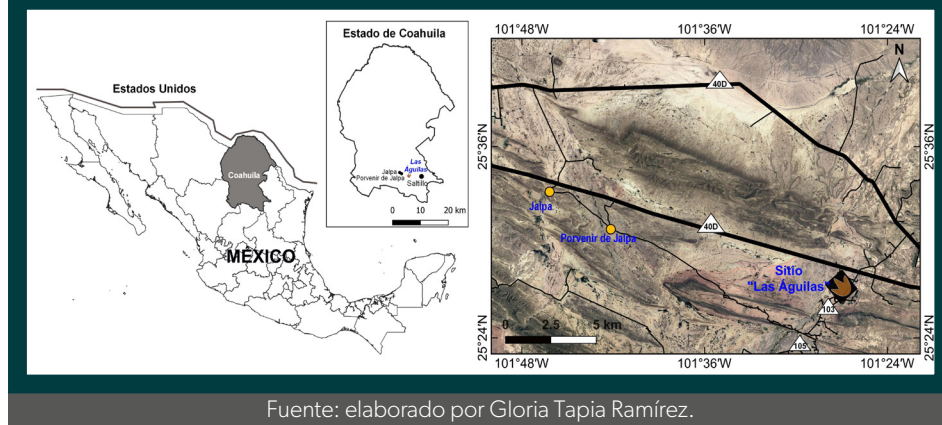 Estados Unidos
Coahuila
MÉXICO
Estado de Coahuila
Las
Águilas
Jalpa
Porvenir de Jalpa
Saltillo
0 10 20 km
101°48'W 101°36'W 101°24'W
N
40D
25°36'N 25°36'N
Jalpa
40D
Porvenir de Jalpa
Sitio
"Las Águilas"
103
0 2.5 5 km
105
25°24'N 25°24'N
101°48'W 101°36'W 101°24'W
Fuente: elaborado por Gloria Tapia Ramírez.